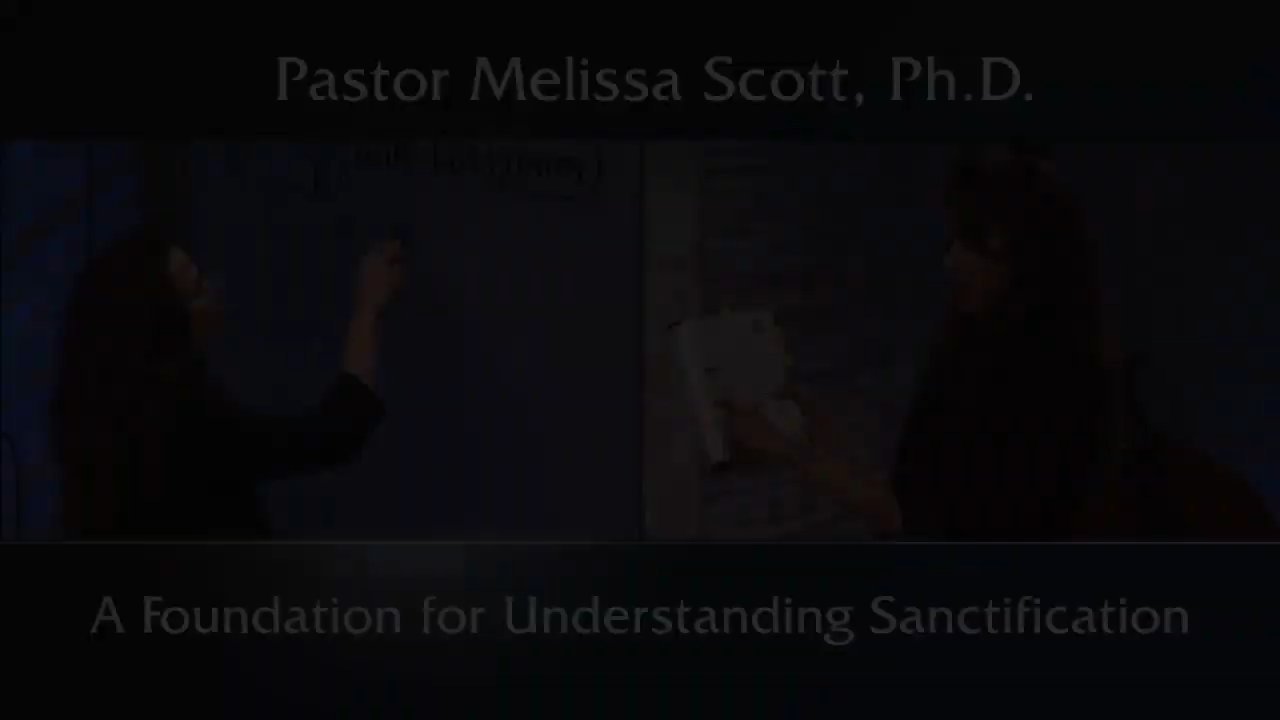 Pastor Melissa Scott, Ph.D.
A Foundation for Understanding Sanctification